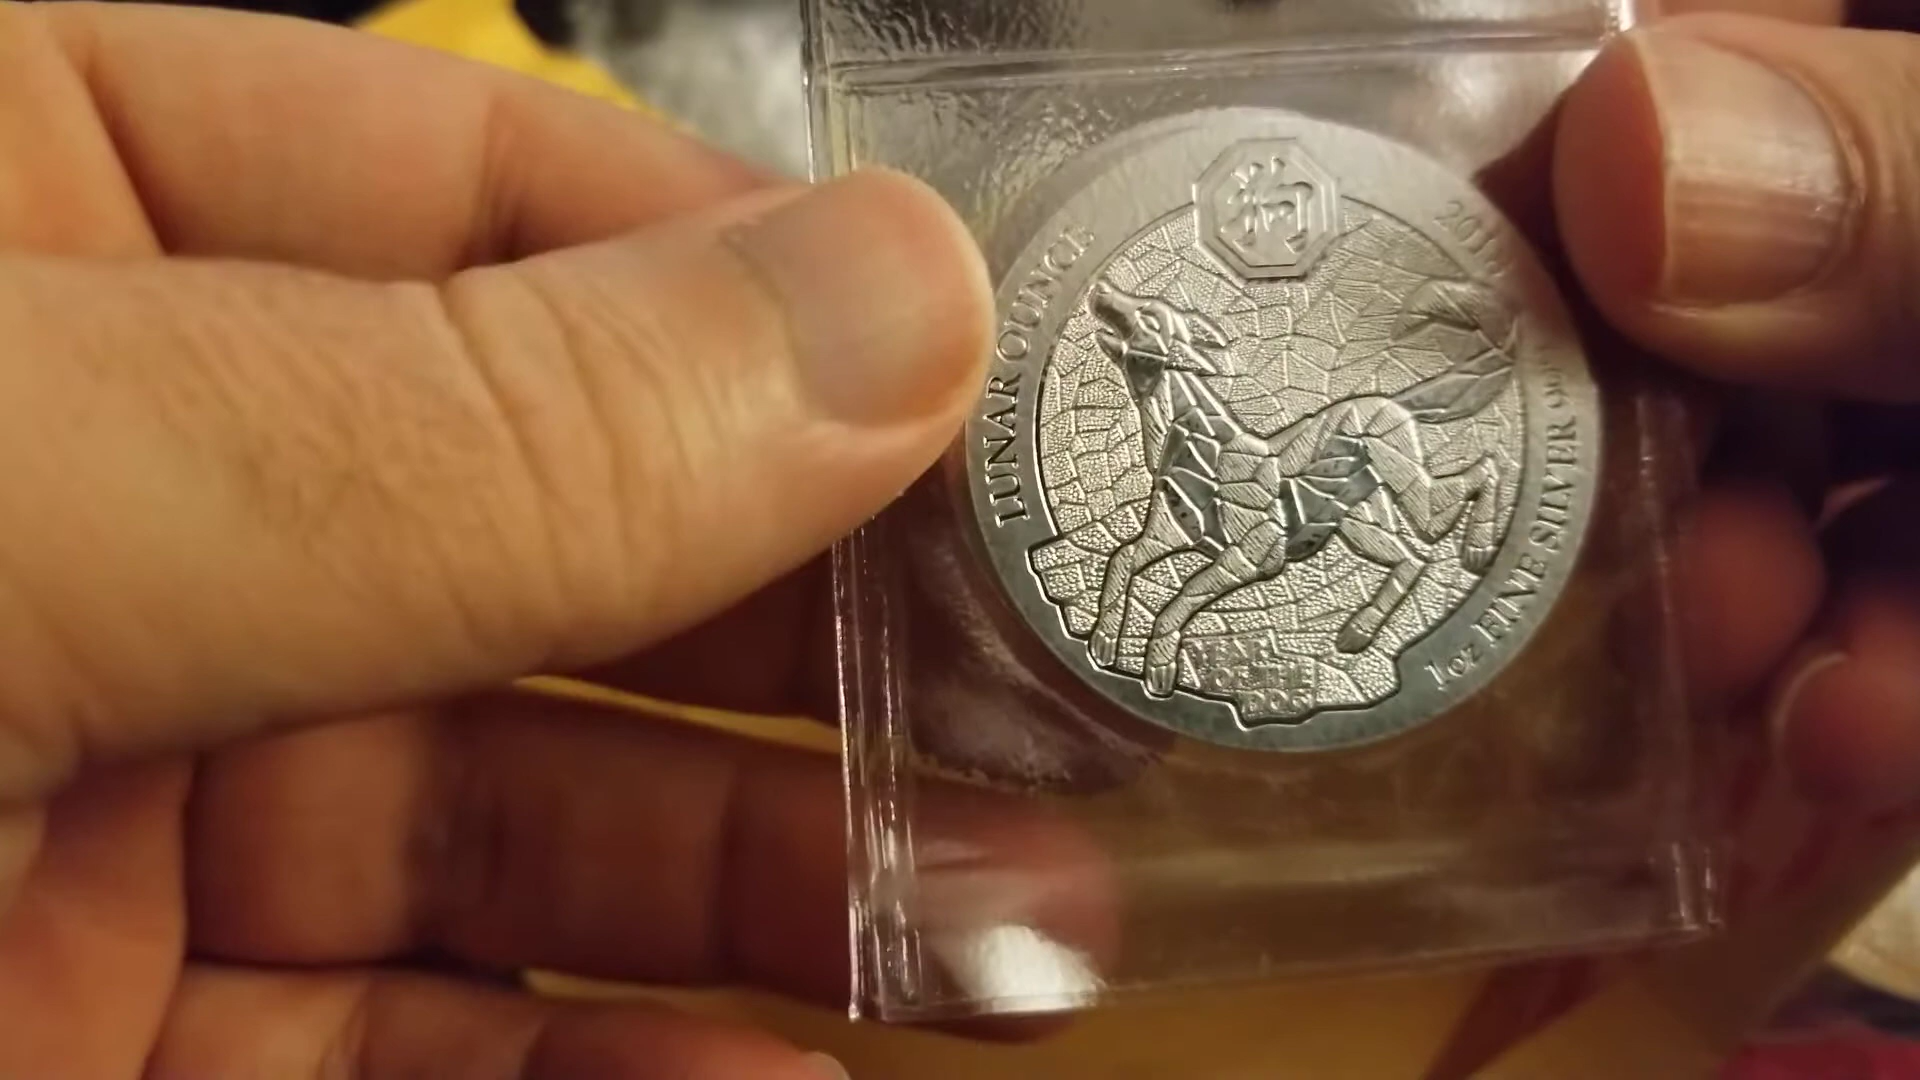 狗
LUNAR OUNCE
1oz FINE SILVER
YEAR
OF THE
DOG